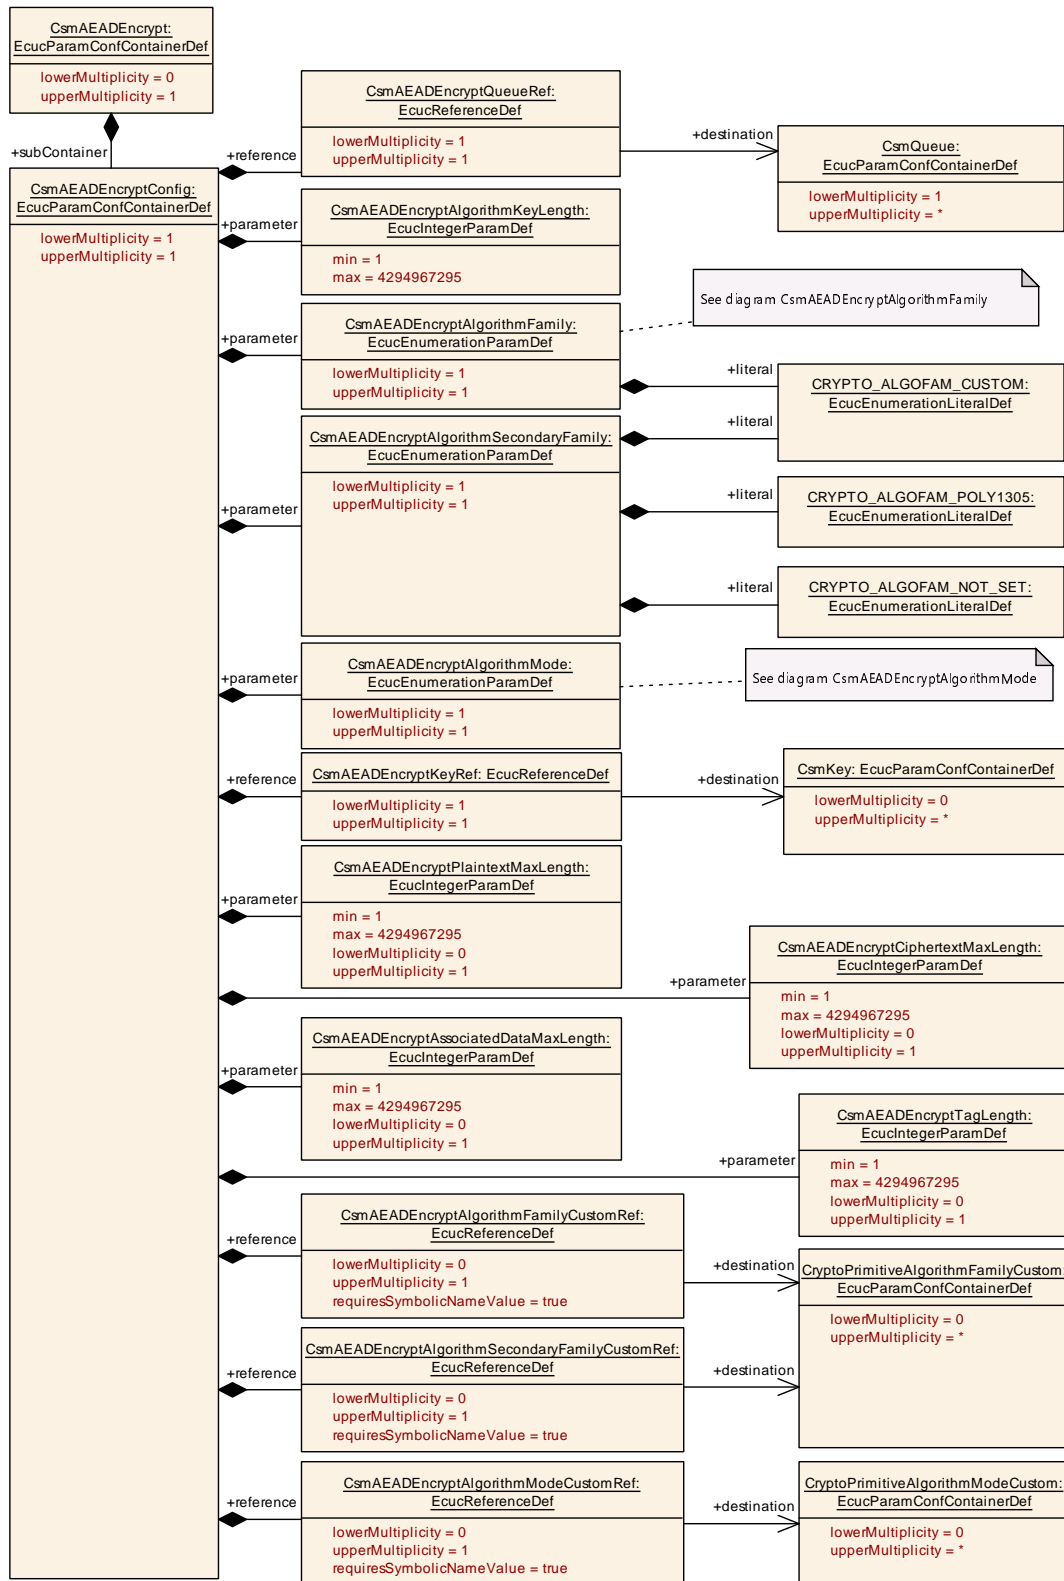 CsmAEADEncrypt:
EcucParamConfContainerDef
lowerMultiplicity = 0
upperMultiplicity = 1
+subContainer
CsmAEADEncryptConfig:
EcucParamConfContainerDef
lowerMultiplicity = 1
upperMultiplicity = 1
+reference
CsmAEADEncryptQueueRef:
EcucReferenceDef
lowerMultiplicity = 1
upperMultiplicity = 1
+destination
CsmQueue:
EcucParamConfContainerDef
lowerMultiplicity = 1
upperMultiplicity = *
+parameter
CsmAEADEncryptAlgorithmKeyLength:
EcucIntegerParamDef
min = 1
max = 4294967295
See diagram CsmAEADEncryptAlgorithmFamily
+parameter
CsmAEADEncryptAlgorithmFamily:
EcucEnumerationParamDef
lowerMultiplicity = 1
upperMultiplicity = 1
+literal
CRYPTO_ALGOFAM_CUSTOM:
EcucEnumerationLiteralDef
+literal
+parameter
CsmAEADEncryptAlgorithmSecondaryFamily:
EcucEnumerationParamDef
lowerMultiplicity = 1
upperMultiplicity = 1
+literal
CRYPTO_ALGOFAM_POLY1305:
EcucEnumerationLiteralDef
+literal
CRYPTO_ALGOFAM_NOT_SET:
EcucEnumerationLiteralDef
+parameter
CsmAEADEncryptAlgorithmMode:
EcucEnumerationParamDef
lowerMultiplicity = 1
upperMultiplicity = 1
See diagram CsmAEADEncryptAlgorithmMode
+reference
CsmAEADEncryptKeyRef: EcucReferenceDef
lowerMultiplicity = 1
upperMultiplicity = 1
+destination
CsmKey: EcucParamConfContainerDef
lowerMultiplicity = 0
upperMultiplicity = *
+parameter
CsmAEADEncryptPlaintextMaxLength:
EcucIntegerParamDef
min = 1
max = 4294967295
lowerMultiplicity = 0
upperMultiplicity = 1
+parameter
CsmAEADEncryptCiphertextMaxLength:
EcucIntegerParamDef
min = 1
max = 4294967295
lowerMultiplicity = 0
upperMultiplicity = 1
+parameter
CsmAEADEncryptAssociatedDataMaxLength:
EcucIntegerParamDef
min = 1
max = 4294967295
lowerMultiplicity = 0
upperMultiplicity = 1
+parameter
CsmAEADEncryptTagLength:
EcucIntegerParamDef
min = 1
max = 4294967295
lowerMultiplicity = 0
upperMultiplicity = 1
+reference
CsmAEADEncryptAlgorithmFamilyCustomRef:
EcucReferenceDef
lowerMultiplicity = 0
upperMultiplicity = 1
requiresSymbolicNameValue = true
+destination
CryptoPrimitiveAlgorithmFamilyCustom:
EcucParamConfContainerDef
lowerMultiplicity = 0
upperMultiplicity = *
+reference
CsmAEADEncryptAlgorithmSecondaryFamilyCustomRef:
EcucReferenceDef
lowerMultiplicity = 0
upperMultiplicity = 1
requiresSymbolicNameValue = true
+destination
+reference
CsmAEADEncryptAlgorithmModeCustomRef:
EcucReferenceDef
lowerMultiplicity = 0
upperMultiplicity = 1
requiresSymbolicNameValue = true
+destination
CryptoPrimitiveAlgorithmModeCustom:
EcucParamConfContainerDef
lowerMultiplicity = 0
upperMultiplicity = *